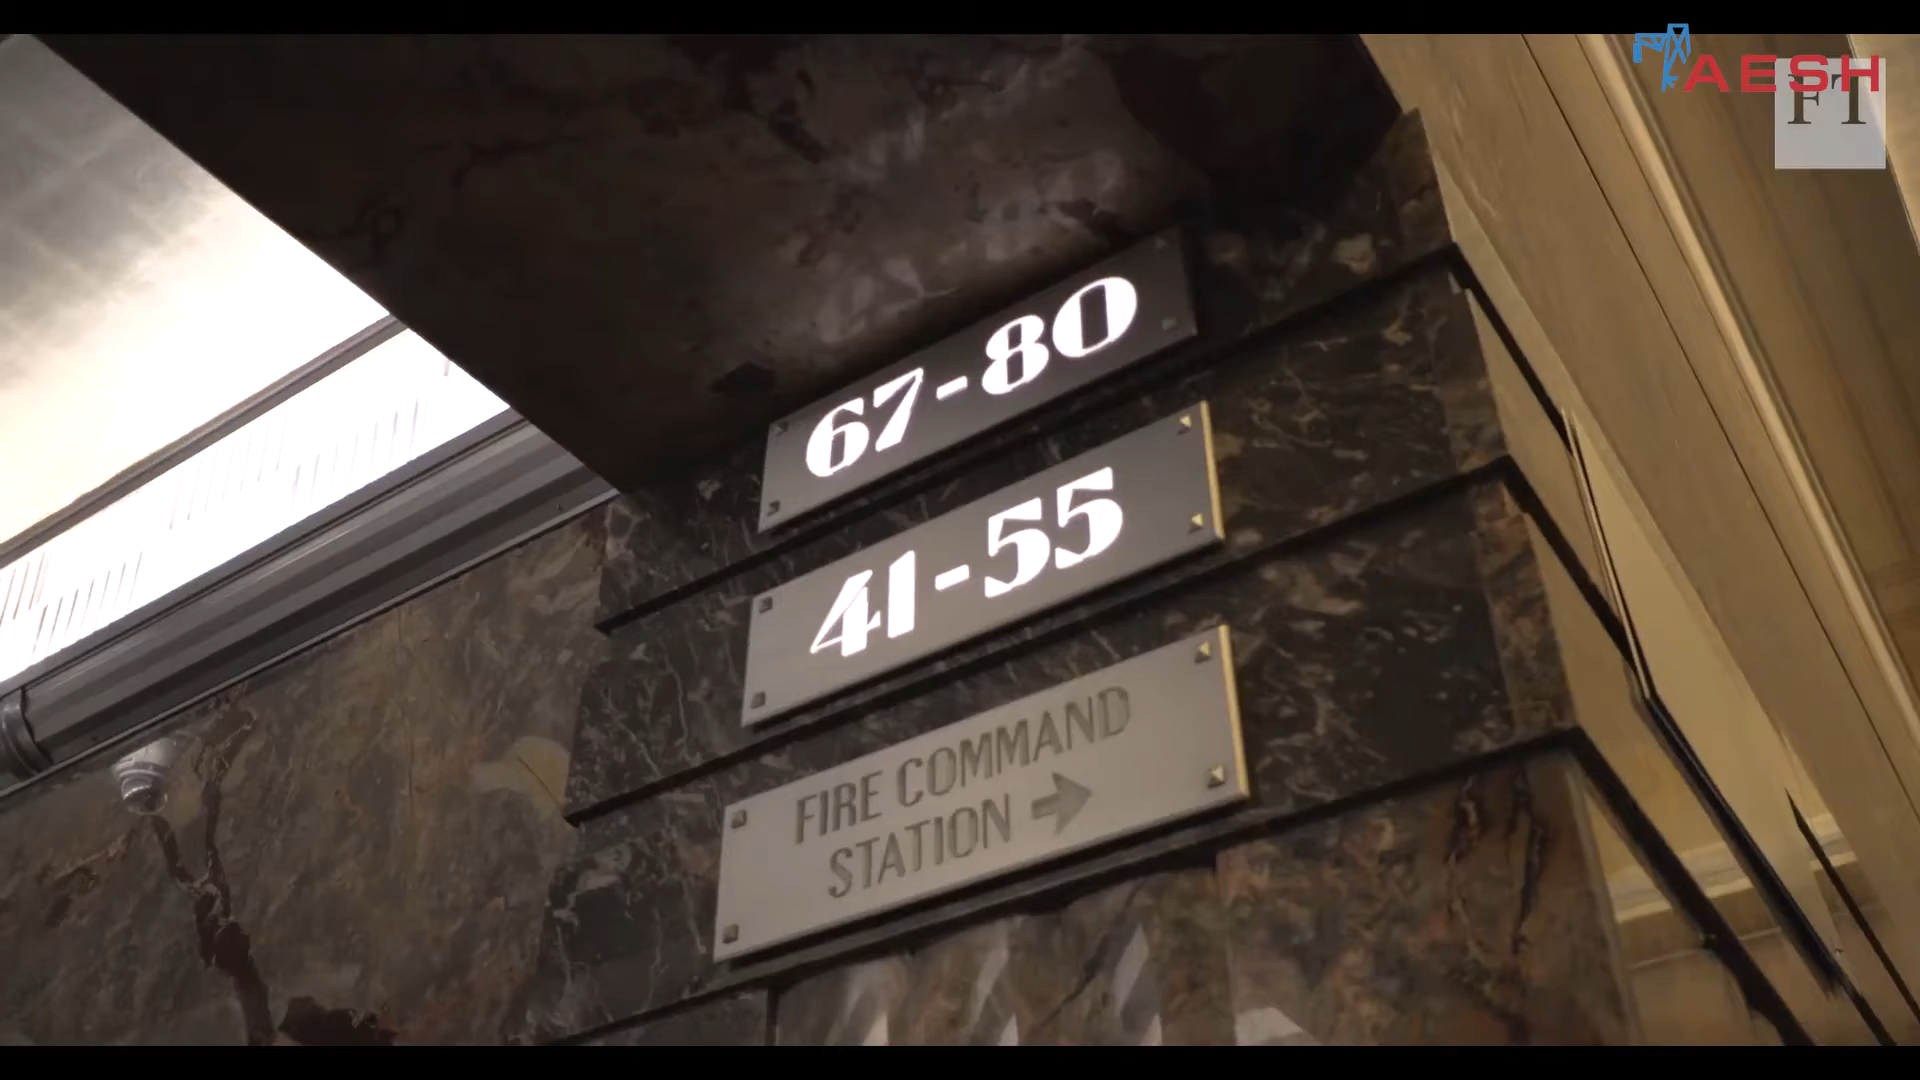 AESH
FT
67-80
41-55
FIRE COMMAND
STATION →